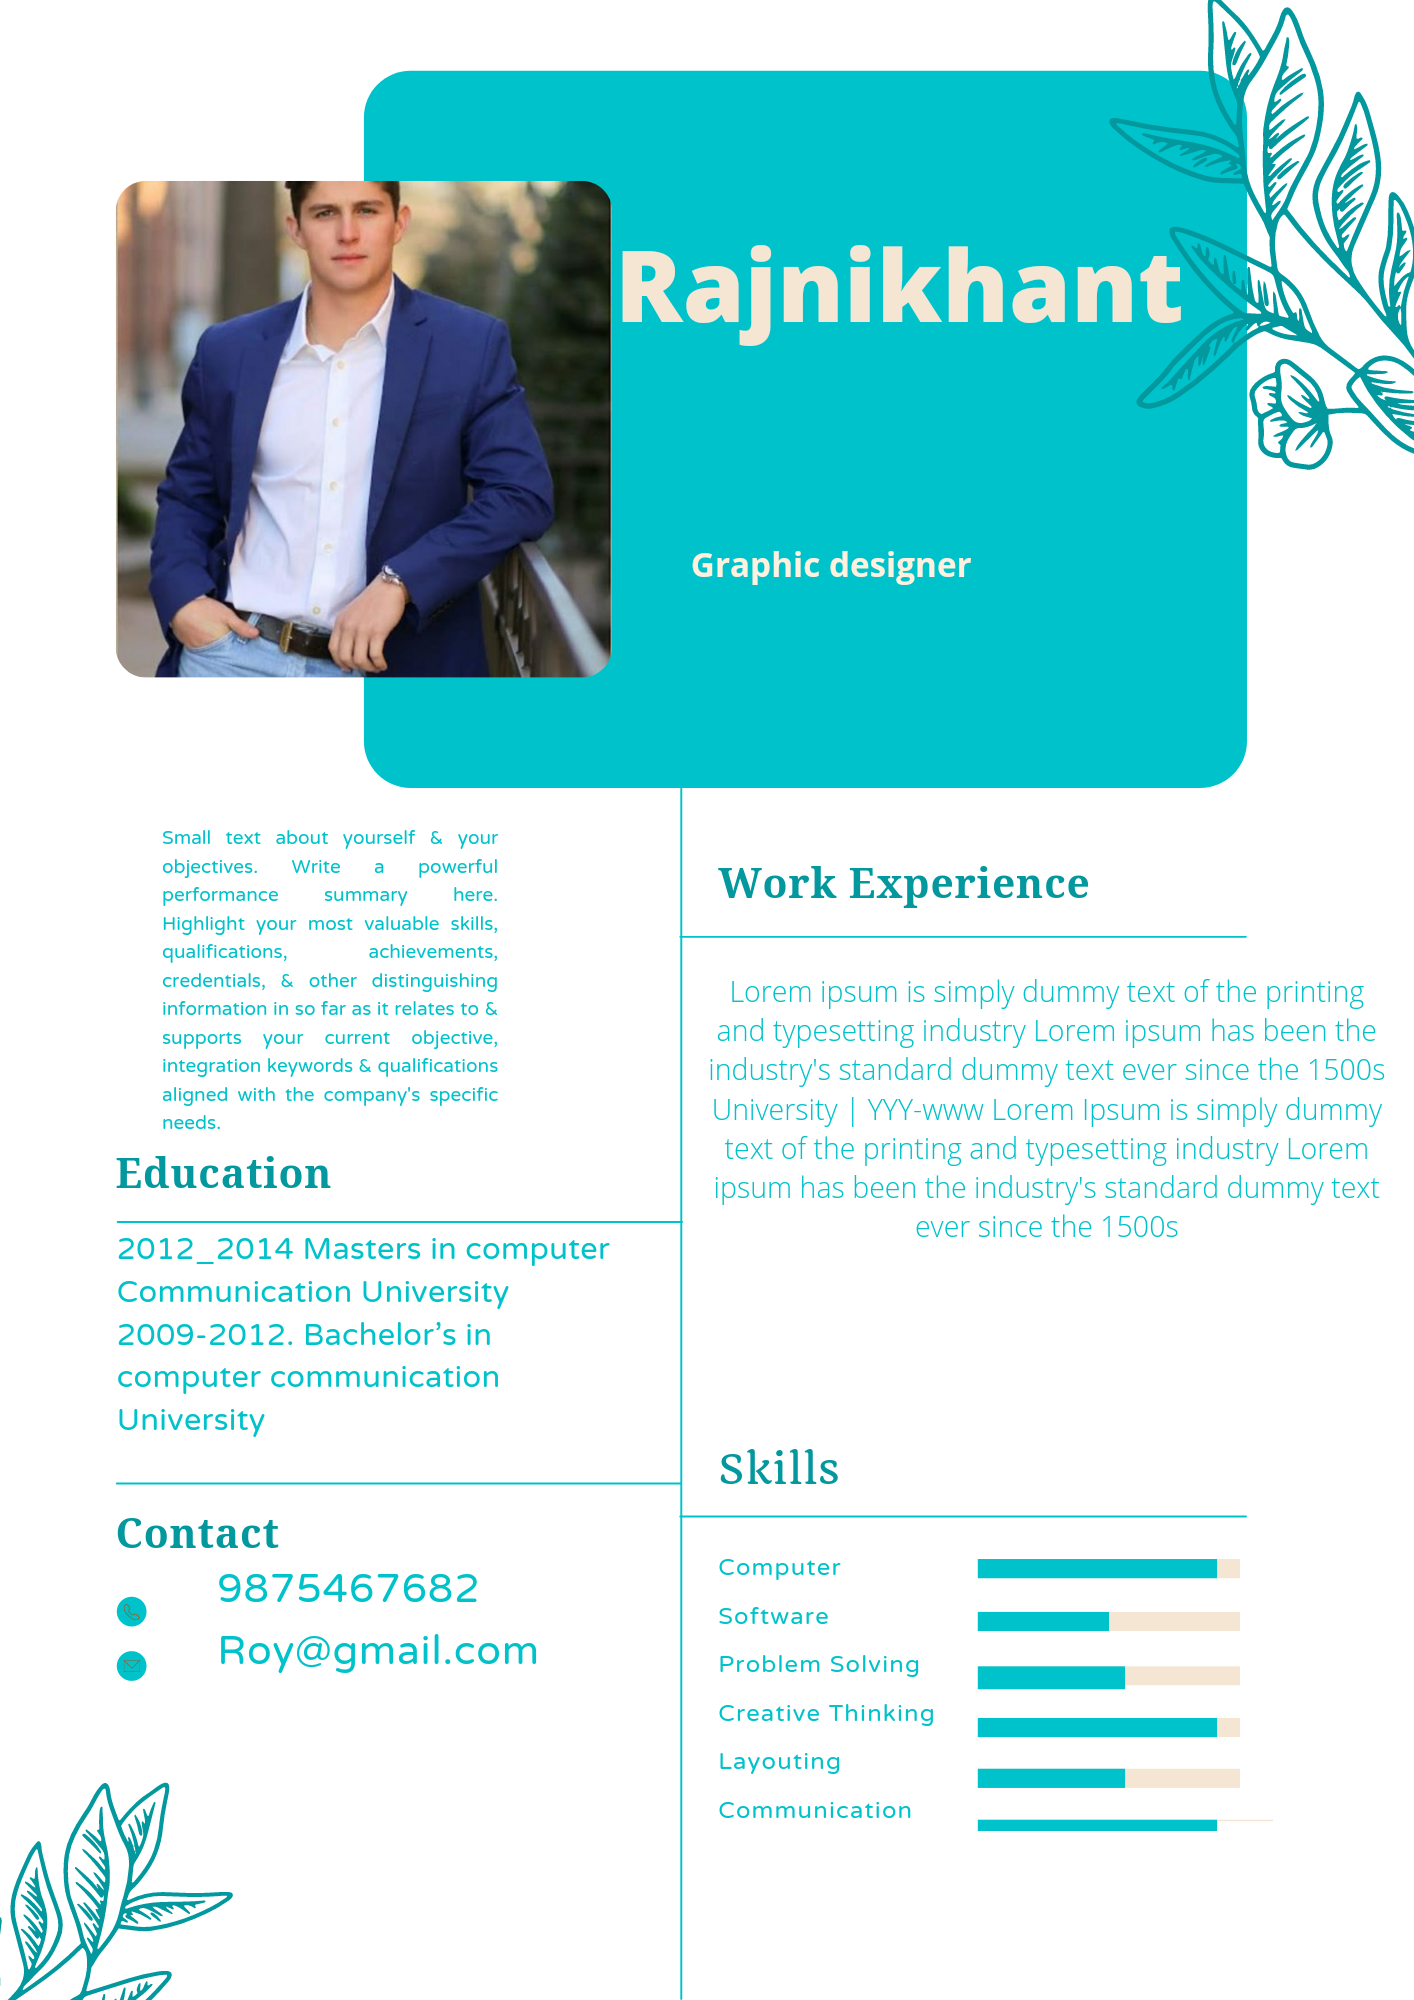 Rajnikhant
Graphic designer
Small text about yourself & your
objectives. Write a powerful
performance summary here.
Highlight your most valuable skills,
qualifications, achievements,
credentials, & other distinguishing
information in so far as it relates to &
supports your current objective,
integration keywords & qualifications
aligned with the company's specific
needs.
Education
2012_2014 Masters in computer
Communication University
2009-2012. Bachelor’s in
computer communication
University
Contact
9875467682
Roy@gmail.com
Work Experience
Lorem ipsum is simply dummy text of the printing
and typesetting industry Lorem ipsum has been the
industry's standard dummy text ever since the 1500s
University | YYY-www Lorem Ipsum is simply dummy
text of the printing and typesetting industry Lorem
ipsum has been the industry's standard dummy text
ever since the 1500s
Skills
Computer
Software
Problem Solving
Creative Thinking
Layouting
Communication